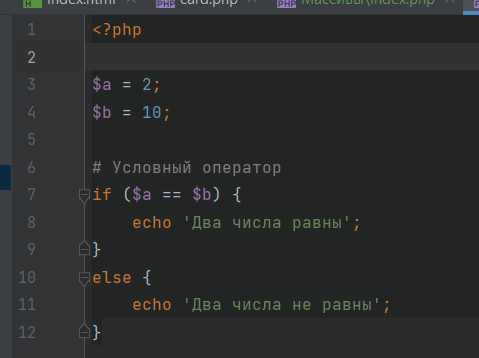 index.html
card.php
Массивы\index.php
1 <?php
2
3 $a = 2;
4 $b = 10;
5
6 # Условный оператор
7 if ($a == $b) {
8 echo 'Два числа равны';
9 }
10 else {
11 echo 'Два числа не равны';
12 }